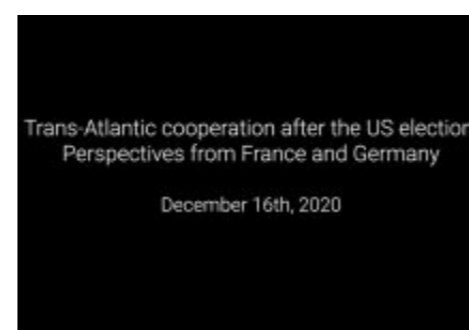 Trans-Atlantic cooperation after the US election
Perspectives from France and Germany
December 16th, 2020